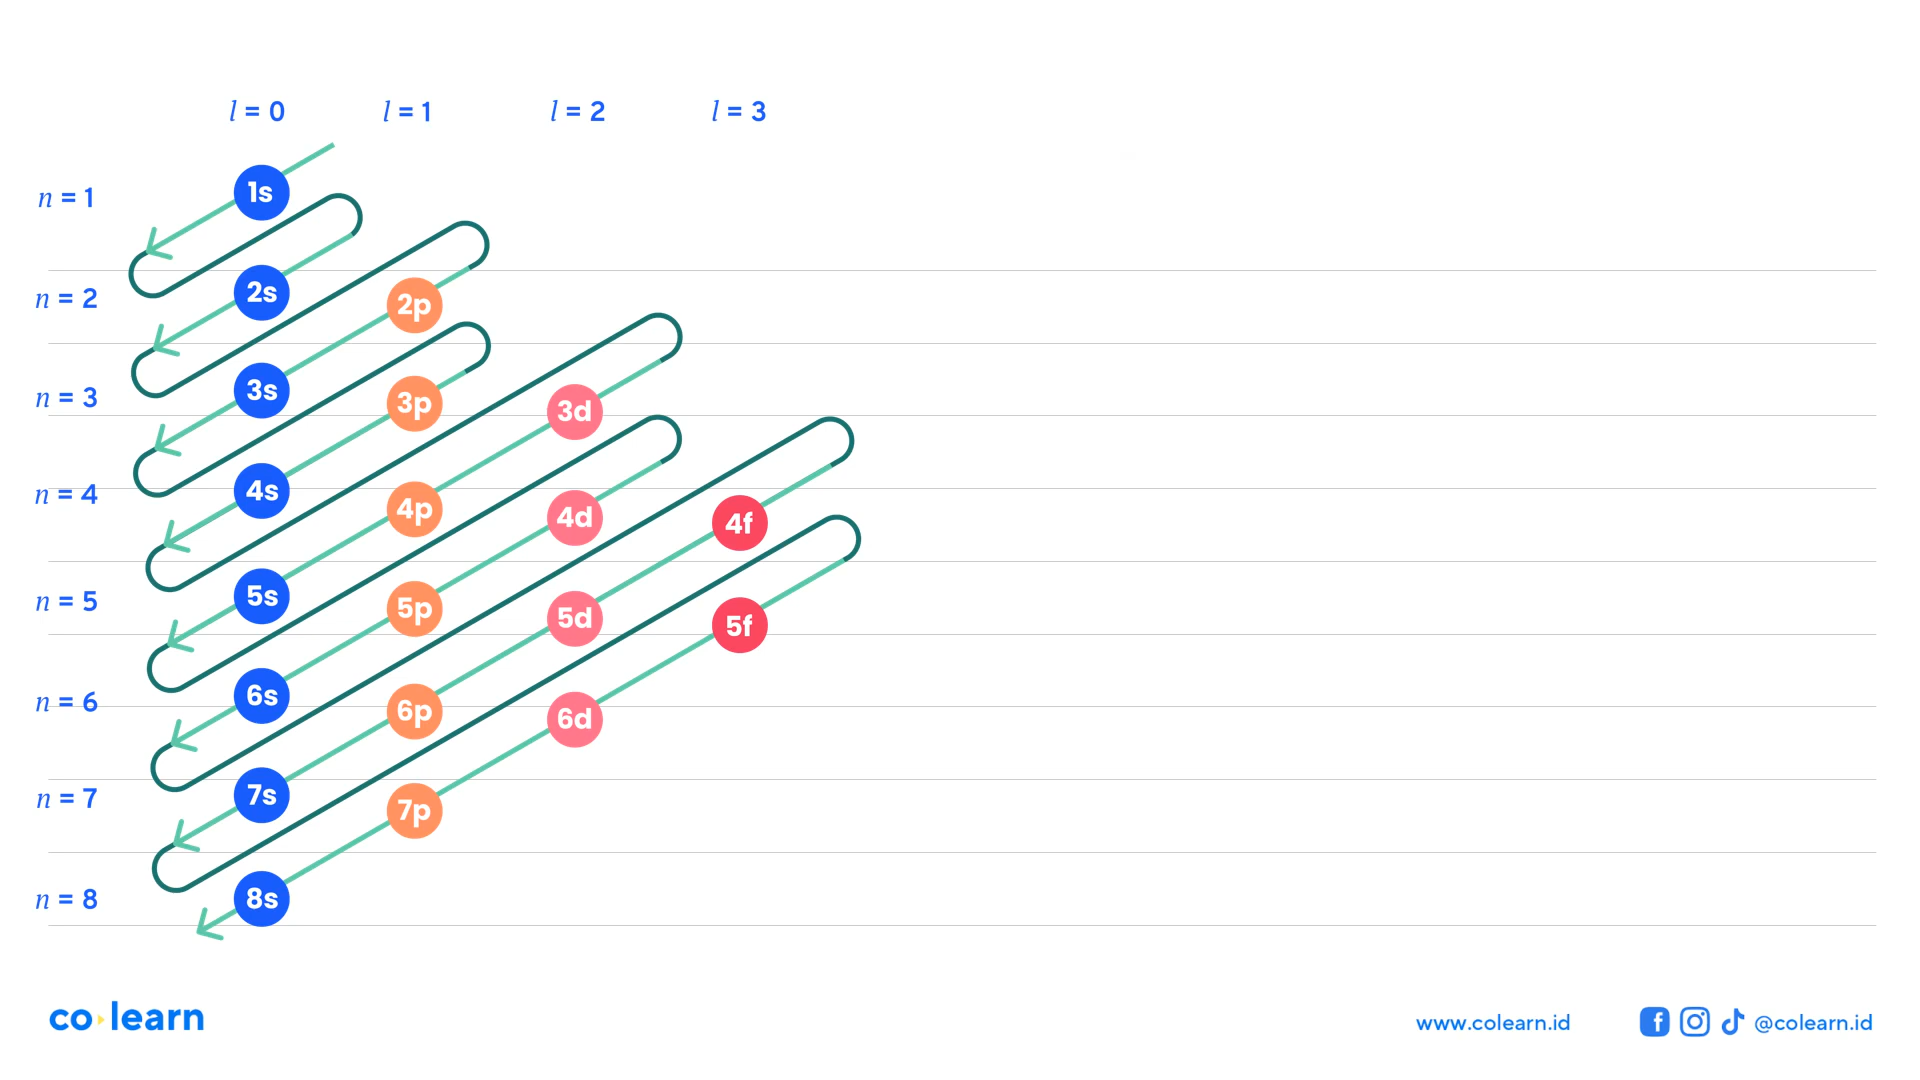 l = 0 l = 1 l = 2 l = 3
n = 1 1s
n = 2 2s 2p
n = 3 3s 3p 3d
n = 4 4s 4p 4d 4f
n = 5 5s 5p 5d 5f
n = 6 6s 6p 6d
n = 7 7s 7p
n = 8 8s
co learn www.colearn.id @colearn.id